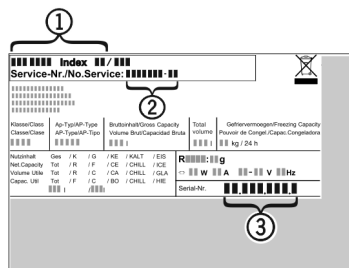 1
Index /
Service-Nr./No.Service: -
2
Klasse/Class Ap-Typ/AP-Type Bruttoinhalt/Gross Capacity Total Gefriervermoegen/Freezing Capacity
Classe/Clase AP-Type/AP-Tipo Volume Brut/Capacidad Bruta volume Pouvoir de Congel./Capac.Congeladora
l l kg / 24 h
Nutzinhalt Ges / K / G / KE / KALT / EIS
Net.Capacity Tot / R / F / CE / CHILL / ICE
Volume Utile Tot / F / C / CA / CHILL / GLA
Capac. Util Tot / F / C / BO / CHILL / HIE
l / l
R : g
W A - V Hz
Serial-Nr. . . .
3